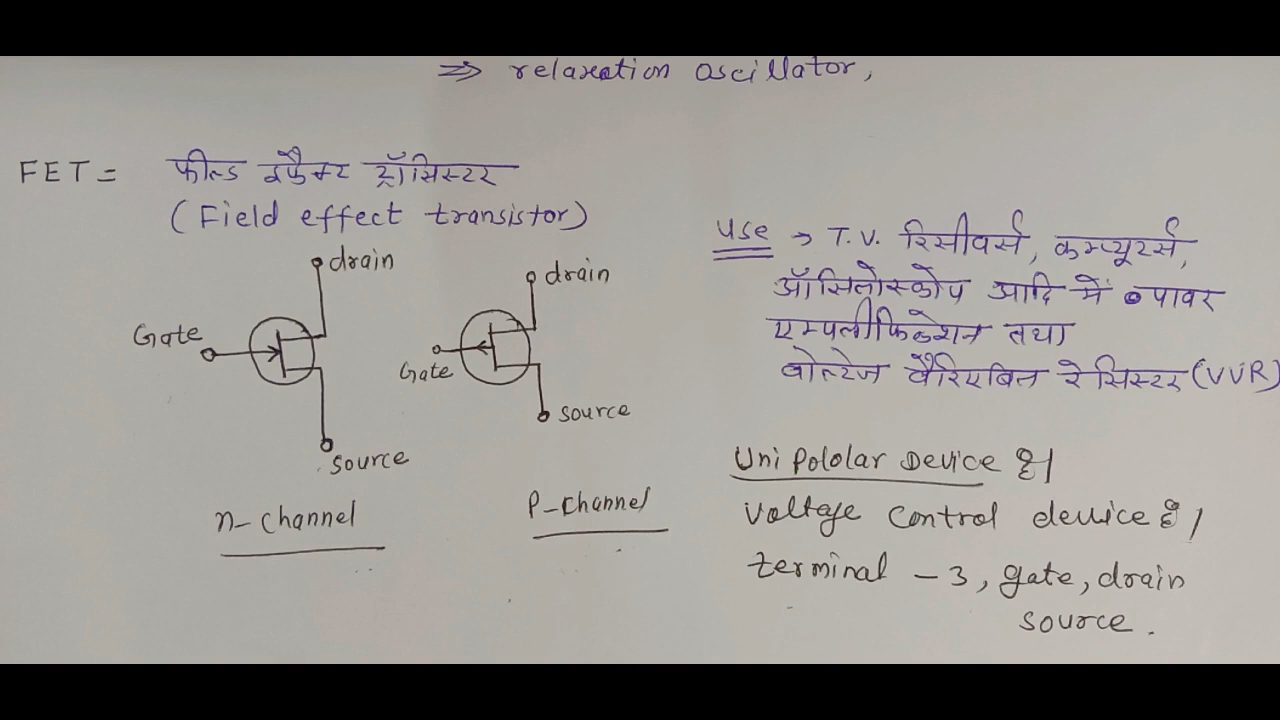 ⇒ relaxation oscillator,
FET = फील्ड इफैक्ट ट्रॉंसिस्टर
(Field effect transistor)
use → T.V. रिसीवर्स, कम्प्यूटर्स,
ऑसिलोस्कोप आदि में पावर
एम्पलीफिकेशन तथा
वोल्टेज वैरिएबिल रेसिस्टर (VVR)
drain
Gate
source
n-channel
drain
Gate
source
P-channel
Uni pololar Device है।
Voltage control device है।
terminal - 3, gate, drain
source.